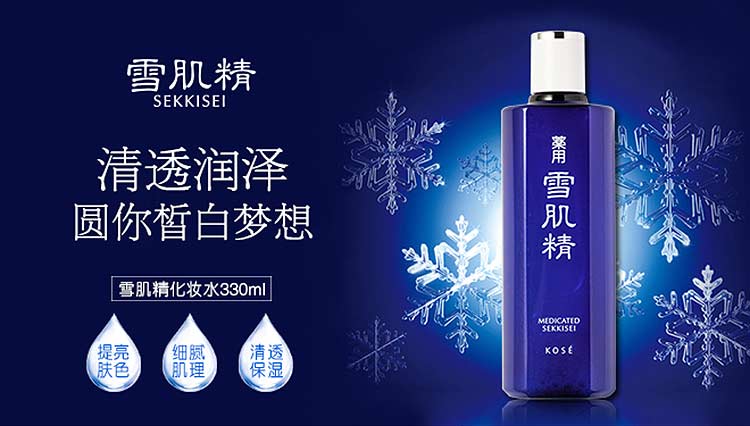 雪肌精
SEKKISEI
清透润泽
圆你皙白梦想
雪肌精化妆水330ml
提亮
肤色
细腻
肌理
清透
保湿
薬用
雪肌精
MEDICATED
SEKKISEI
KOSÉ